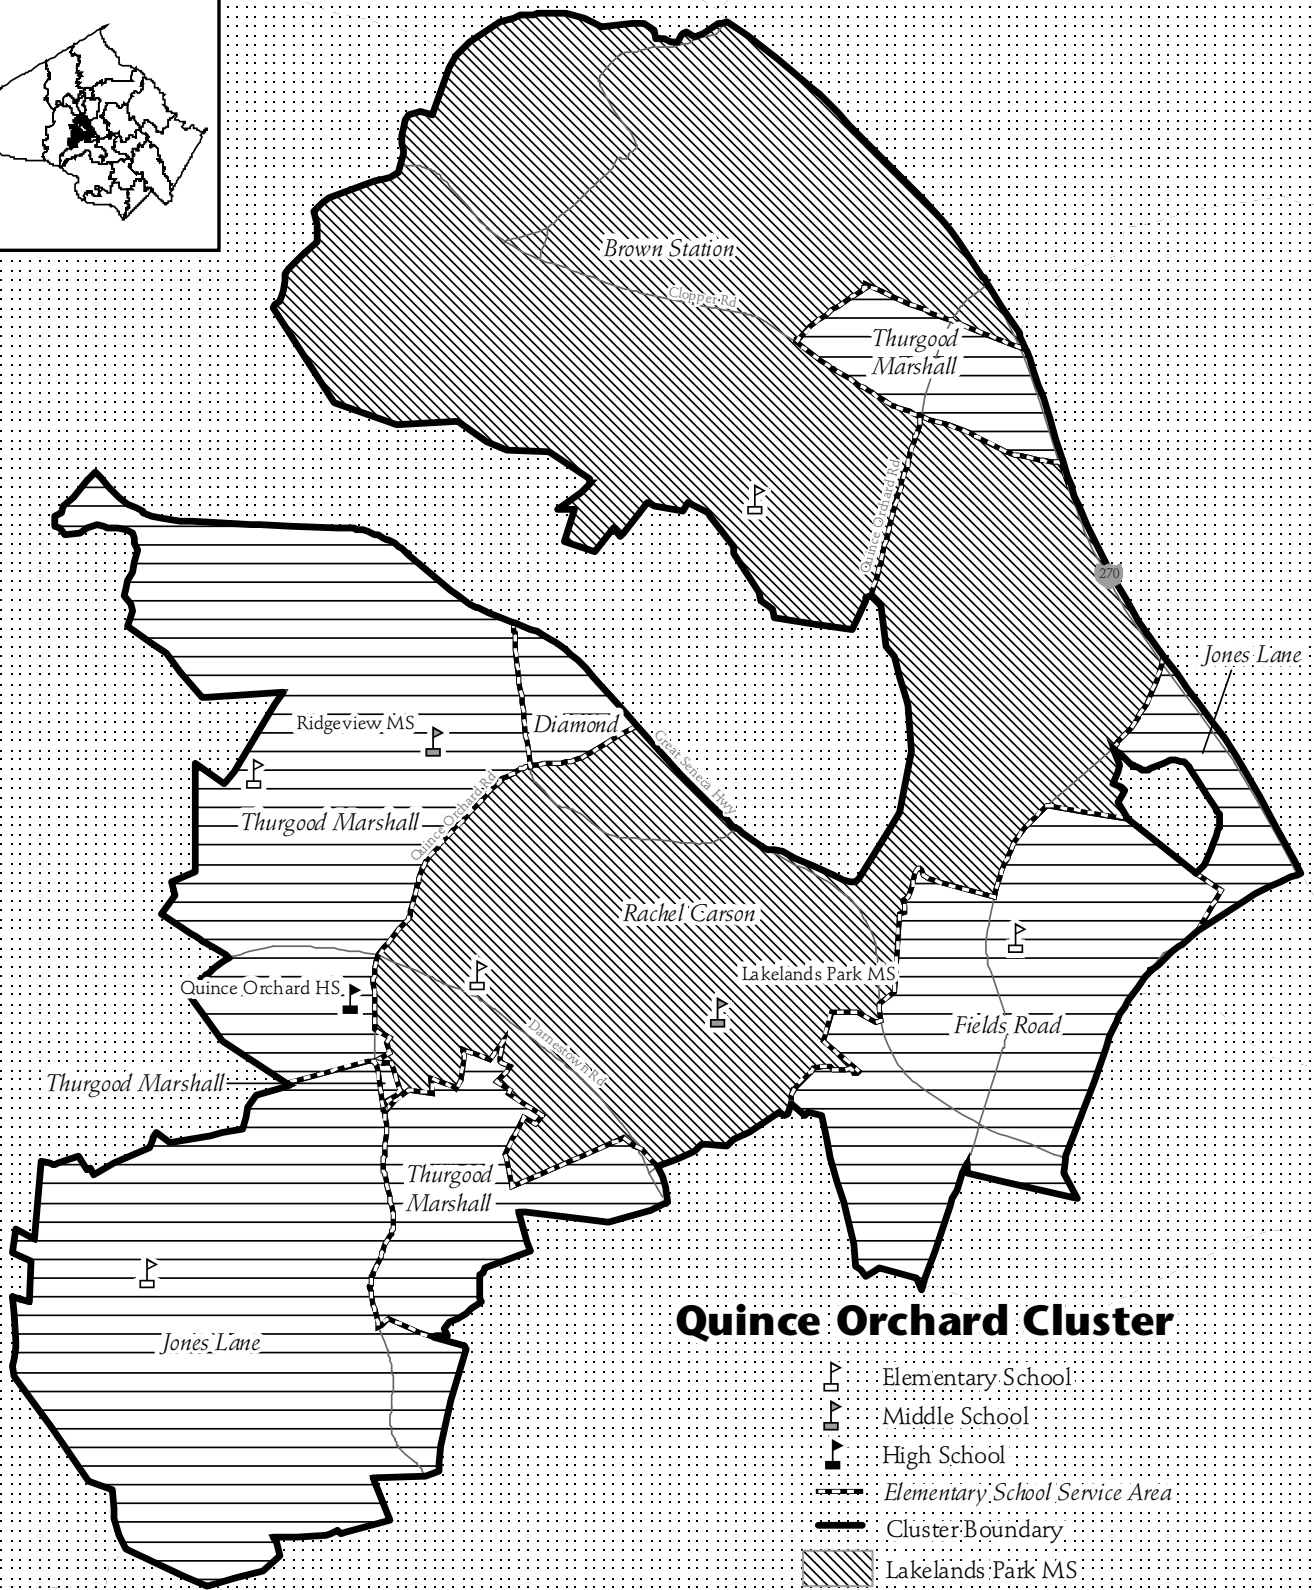 Brown Station
Clopper Rd
Thurgood
Marshall
Quince Orchard Rd
270
Jones Lane
Ridgeview MS
Diamond
Great Seneca Hwy
Thurgood Marshall
Quince Orchard Rd
Rachel Carson
Lakelands Park MS
Quince Orchard HS
Fields Road
Darnestown Rd
Thurgood Marshall
Thurgood
Marshall
Jones Lane
Quince Orchard Cluster
Elementary School
Middle School
High School
Elementary School Service Area
Cluster Boundary
Lakelands Park MS